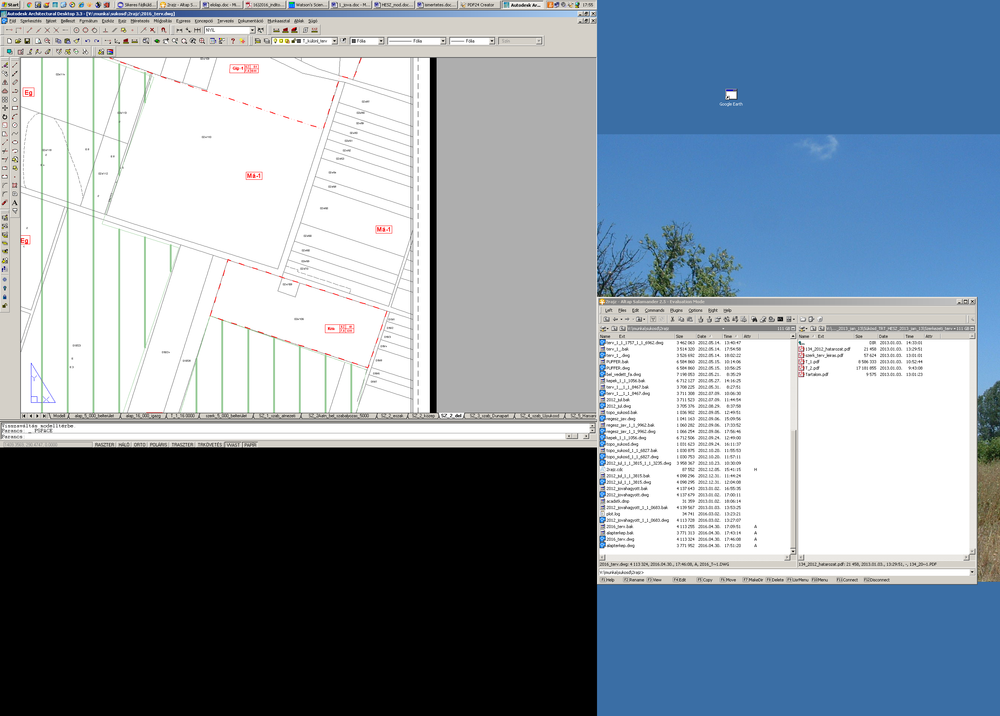 Start
Sikeres fájlküld...
2rajz - Altap S...
elolap.doc - Mi...
16)2016_indito...
Watson's Scien...
1_jova.doc - M...
HESZ_mod.doc...
ismertetes.doc...
PDF24 Creator
Autodesk Ar...
17:55
Autodesk Architectural Desktop 3.3 - [V:\munka\sukosd\2rajz\2016_terv.dwg]
Fájl Szerkesztés Nézet Beilleszt Formátum Eszköz Rajz Méretezés Módosítás Express Koncepció Tervezés Dokumentáció Munkaasztal Ablak Súgó
NYIL
T_különl_terv
Fólia
Fólia
Fólia
Szín
Gip -1 SZ 50
7,5 1500
Eg
Má-1
Má-1
Eg
Km SZ 40
7,5 600
Modell alap_5_000_belterület alap_16_000_igazg T_1_16 0000 szerk_5_000_belterület SZ_1_szab_atnezeti SZ_2Aatn_bel_szabalyozas_5000 SZ_2_eszak SZ_2_közep SZ_2_del SZ_3_szab_Dunapart SZ_4_szab_Ujsukosd SZ_5_Harsan
Visszaváltás modelltérbe.
Parancs: _.PSPACE
Parancs:
1409.3569, 290.4747, 0.0000 RASZTER HÁLÓ ORTO POLÁRIS TRASZTER TRKÖVETÉS VVAST PAPÍR
Google Earth
2rajz - Altap Salamander 2.5 - Evaluation Mode
Left Files Edit Commands Plugins Options Right Help
V:\munka\sukosd\2rajz 111 GB
Name Ext Size Date Time Attr
terv_1_1_1757_1_1_6962.dwg 3 462 063 2012.05.14. 13:40:47
terv_1_.bak 3 514 320 2012.05.14. 17:54:58
terv_1_.dwg 3 526 692 2012.05.14. 18:02:22
PUFFER.bak 6 584 860 2012.05.15. 10:14:06
PUFFER.dwg 6 584 860 2012.05.15. 10:56:25
bel_vedett_fa.dwg 7 198 053 2012.05.21. 8:35:29
kepek_1_1_1056.bak 6 712 127 2012.05.27. 14:16:25
terv_1__1_1_8467.bak 3 708 225 2012.05.31. 8:27:51
terv_1__1_1_8467.dwg 3 711 308 2012.07.09. 10:06:30
2012_jul.bak 3 711 523 2012.07.09. 11:44:54
2012_jul.dwg 3 705 376 2012.08.29. 8:37:58
topo_sukosd.bak 1 036 902 2012.09.05. 12:49:51
regesz_jav.dwg 1 041 163 2012.09.06. 15:09:56
regesz_jav_1_1_9962.bak 1 060 282 2012.09.06. 17:33:52
regesz_jav_1_1_9962.dwg 1 066 254 2012.09.06. 17:56:46
kepek_1_1_1056.dwg 6 712 506 2012.09.24. 12:49:00
topo_sukosd.dwg 1 031 623 2012.09.24. 16:11:37
topo_sukosd_1_1_6827.bak 1 030 875 2012.10.20. 11:55:53
topo_sukosd_1_1_6827.dwg 1 030 753 2012.10.20. 11:57:11
2012_jul_1_1_3815_1_1_3235.dwg 3 958 367 2012.10.23. 10:30:09
2rajz.cdc 87 552 2012.12.05. 15:41:15 H
2012_jul_1_1_3815.bak 4 098 296 2012.12.31. 11:44:24
2012_jul_1_1_3815.dwg 4 098 295 2012.12.31. 12:04:08
2012_jovahagyott.bak 4 137 643 2013.01.02. 16:55:35
2012_jovahagyott.dwg 4 137 679 2013.01.02. 17:00:11
acadstk.dmp 31 359 2013.01.02. 18:06:14
2012_jovahagyott_1_1_0683.bak 4 139 567 2013.01.03. 13:53:25
plot.log 34 741 2016.03.02. 13:23:21
2012_jovahagyott_1_1_0683.dwg 4 113 728 2016.03.02. 13:27:07
2016_terv.bak 4 113 255 2016.04.30. 17:09:51 A
alapterkep.bak 3 771 313 2016.04.30. 17:43:14 A
2016_terv.dwg 4 113 324 2016.04.30. 17:46:08 A
alapterkep.dwg 3 771 952 2016.04.30. 17:51:20 A
2016_terv.dwg: 4 113 324, 2016.04.30., 17:46:08, A, 2016_T~1.DWG
V:\..._2013_jan_13\Sükösd_TRT_HESZ_2013_jan_13\Szerkezeti_terv 111 GB
Name Ext Size Date Time Attr
.. DIR 2013.01.03. 14:33:01
134_2012_hatarozat.pdf 21 458 2013.01.03. 13:29:51
szerk_terv_leiras.pdf 57 624 2013.01.03. 13:01:01
T_1.pdf 8 586 333 2013.01.03. 10:52:44
T_2.pdf 17 181 855 2013.01.03. 9:43:08
Tartalom.pdf 9 575 2013.01.03. 13:01:23
134_2012_hatarozat.pdf: 21 458, 2013.01.03., 13:29:51, -, 134_20~1.PDF
V:\munka\sukosd\2rajz>
F1 Help F2 Rename F3 View F4 Edit F5 Copy F6 Move F7 MakeDir F8 Delete F9 UsrMenu F10 Menu F11 Connect F12 Disconnect